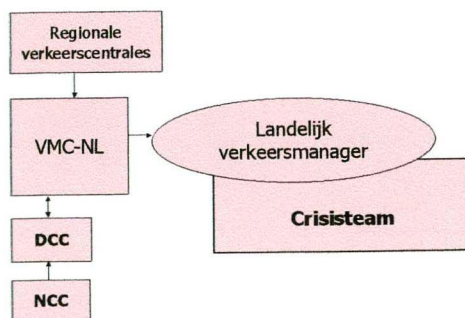 Regionale
verkeerscentrales
VMC-NL
Landelijk
verkeersmanager
Crisisteam
DCC
NCC